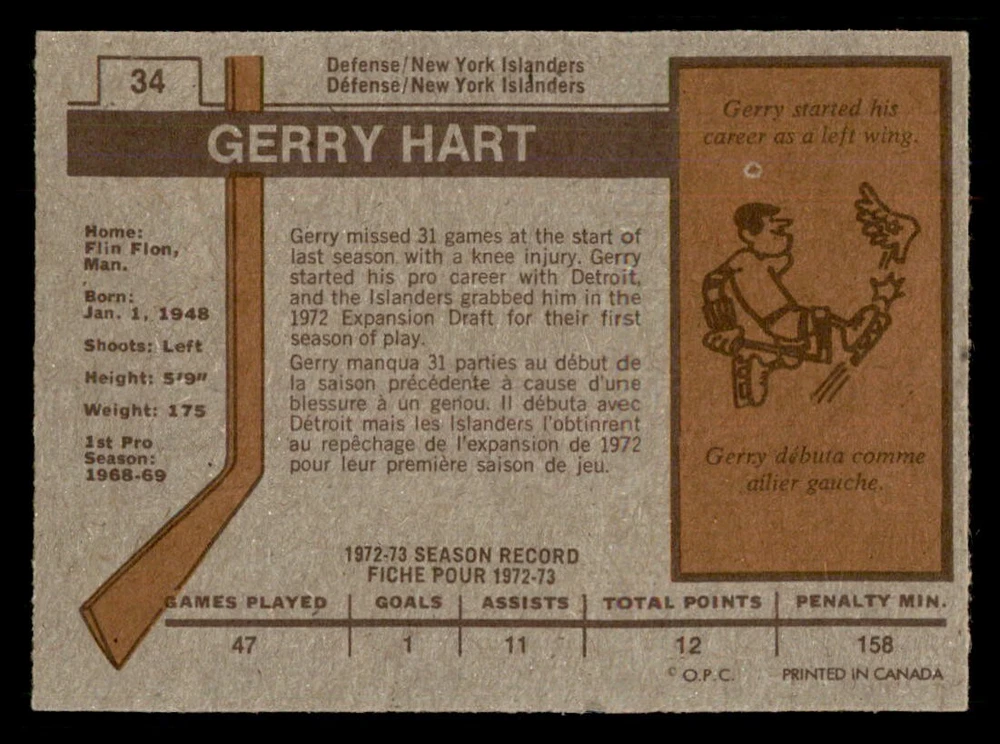 34
Defense/New York Islanders
Défense/New York Islanders
GERRY HART
Home:
Flin Flon,
Man.
Born:
Jan. 1, 1948
Shoots: Left
Height: 5'9"
Weight: 175
1st Pro
Season:
1968-69
Gerry missed 31 games at the start of
last season with a knee injury. Gerry
started his pro career with Detroit,
and the Islanders grabbed him in the
1972 Expansion Draft for their first
season of play.
Gerry manqua 31 parties au début de
la saison précédente à cause d'une
blessure à un genou. Il débuta avec
Détroit mais les Islanders l'obtinrent
au repêchage de l'expansion de 1972
pour leur première saison de jeu.
Gerry started his
career as a left wing.
Gerry débuta comme
ailier gauche.
1972-73 SEASON RECORD
FICHE POUR 1972-73
GAMES PLAYED GOALS ASSISTS TOTAL POINTS PENALTY MIN.
47 1 11 12 158
© O.P.C. PRINTED IN CANADA